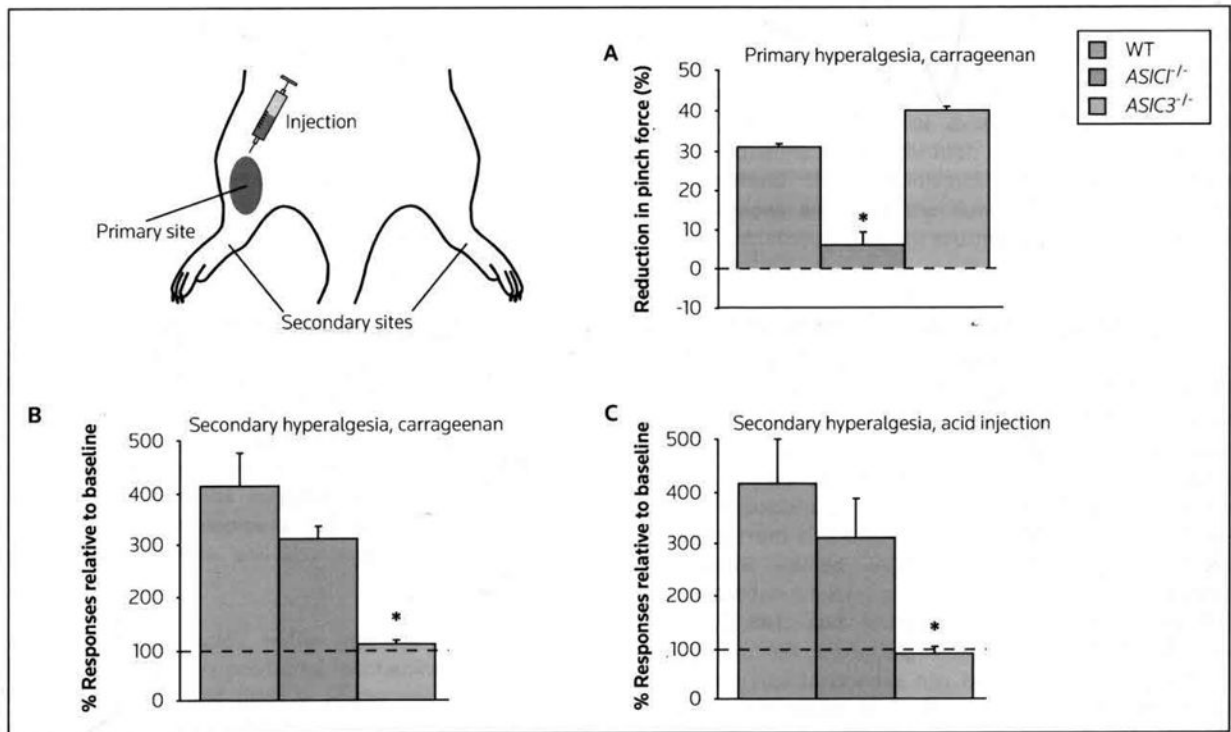 Injection
Primary site
Secondary sites
A
Primary hyperalgesia, carrageenan
Reduction in pinch force (%)
50
40
30
20
10
0
-10
*
WT
ASIC1-/-
ASIC3-/-
B
Secondary hyperalgesia, carrageenan
% Responses relative to baseline
500
400
300
200
100
0
*
C
Secondary hyperalgesia, acid injection
% Responses relative to baseline
500
400
300
200
100
0
*